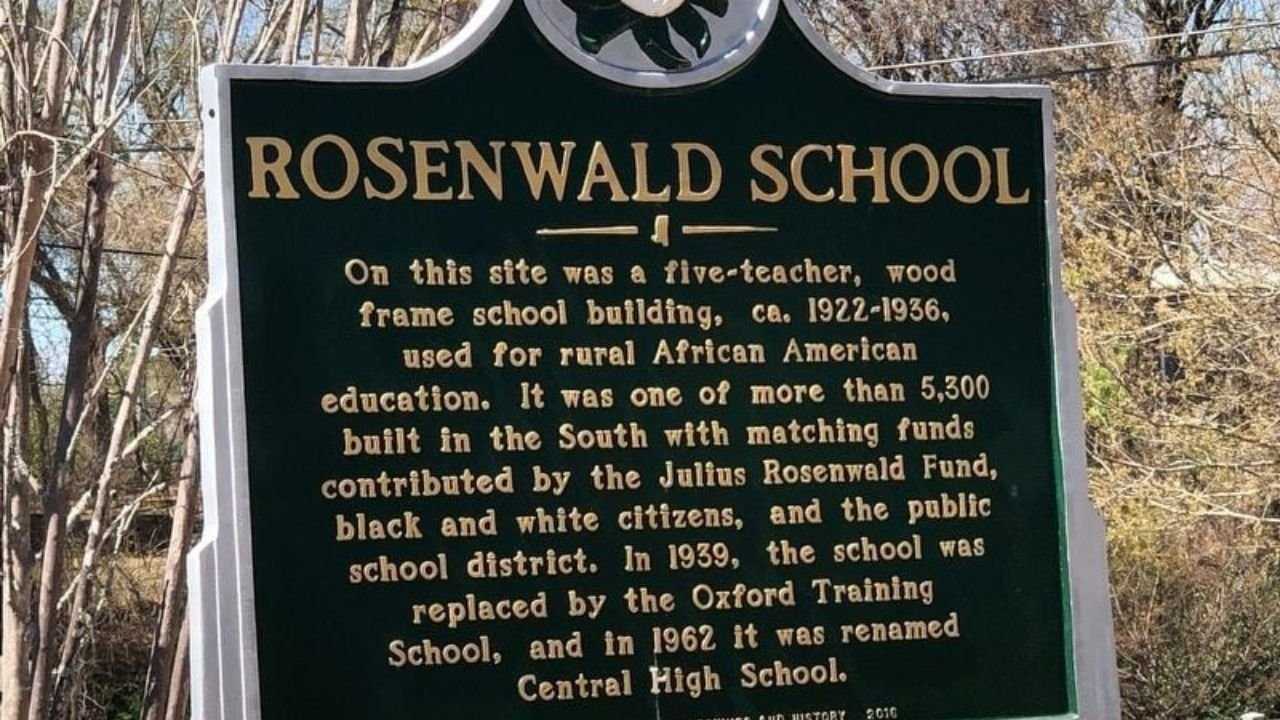 ROSENWALD SCHOOL
On this site was a five-teacher, wood
frame school building, ca. 1922-1936,
used for rural African American
education. It was one of more than 5,300
built in the South with matching funds
contributed by the Julius Rosenwald Fund,
black and white citizens, and the public
school district. In 1939, the school was
replaced by the Oxford Training
School, and in 1962 it was renamed
Central High School.
AND HISTORY 2016